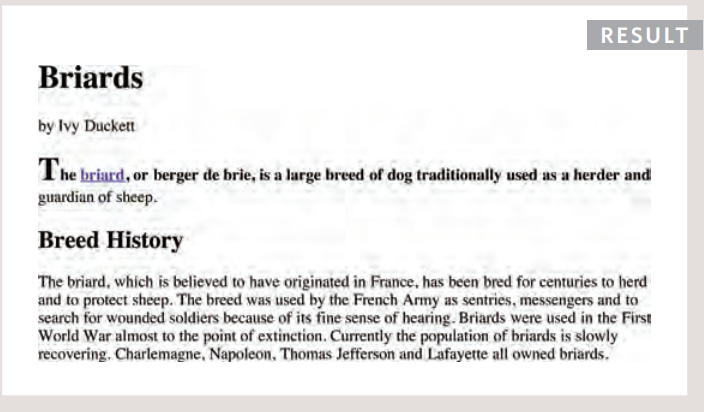 RESULT
Briards
by Ivy Duckett
The briard, or berger de brie, is a large breed of dog traditionally used as a herder and
guardian of sheep.
Breed History
The briard, which is believed to have originated in France, has been bred for centuries to herd
and to protect sheep. The breed was used by the French Army as sentries, messengers and to
search for wounded soldiers because of its fine sense of hearing. Briards were used in the First
World War almost to the point of extinction. Currently the population of briards is slowly
recovering. Charlemagne, Napoleon, Thomas Jefferson and Lafayette all owned briards.